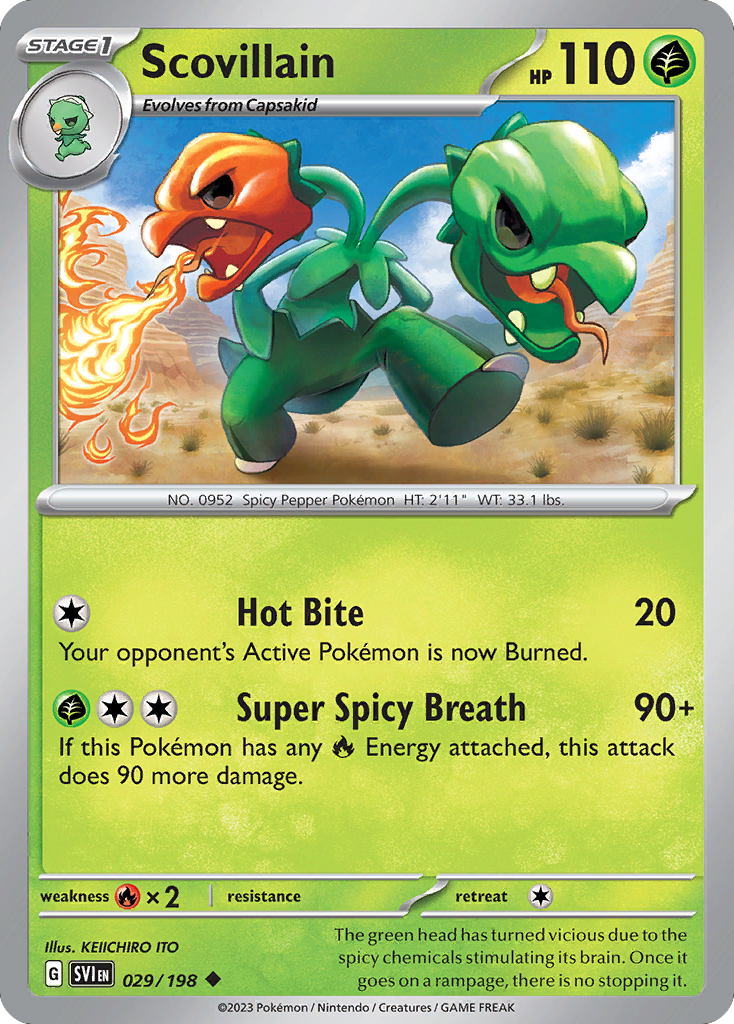 STAGE1
Scovillain
HP 110
Evolves from Capsakid
NO. 0952 Spicy Pepper Pokémon HT: 2'11" WT: 33.1 lbs.
Hot Bite 20
Your opponent's Active Pokémon is now Burned.
Super Spicy Breath 90+
If this Pokémon has any Energy attached, this attack
does 90 more damage.
weakness ×2 resistance retreat
Illus. KEIICHIRO ITO
G SVI EN 029/198
The green head has turned vicious due to the
spicy chemicals stimulating its brain. Once it
goes on a rampage, there is no stopping it.
©2023 Pokémon / Nintendo / Creatures / GAME FREAK